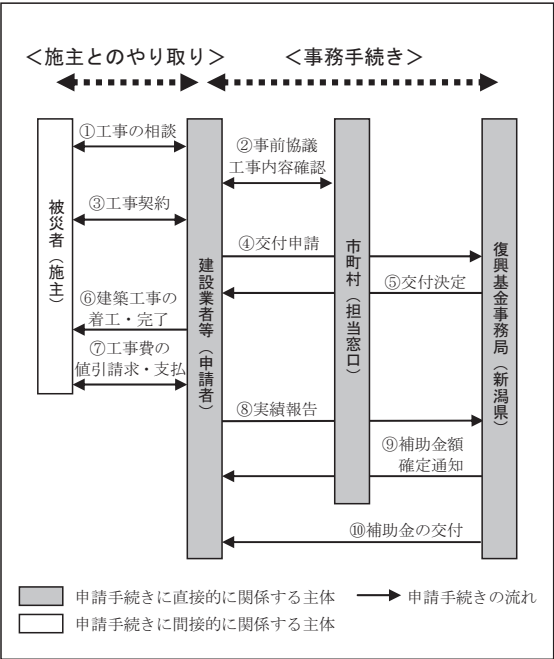 ＜施主とのやり取り＞
＜事務手続き＞
被災者（施主）
建設業者等（申請者）
市町村（担当窓口）
復興基金事務局（新潟県）
①工事の相談
②事前協議
工事内容確認
③工事契約
④交付申請
⑤交付決定
⑥建築工事の
着工・完了
⑦工事費の
値引請求・支払
⑧実績報告
⑨補助金額
確定通知
⑩補助金の交付
申請手続きに直接的に関係する主体
申請手続きの流れ
申請手続きに間接的に関係する主体